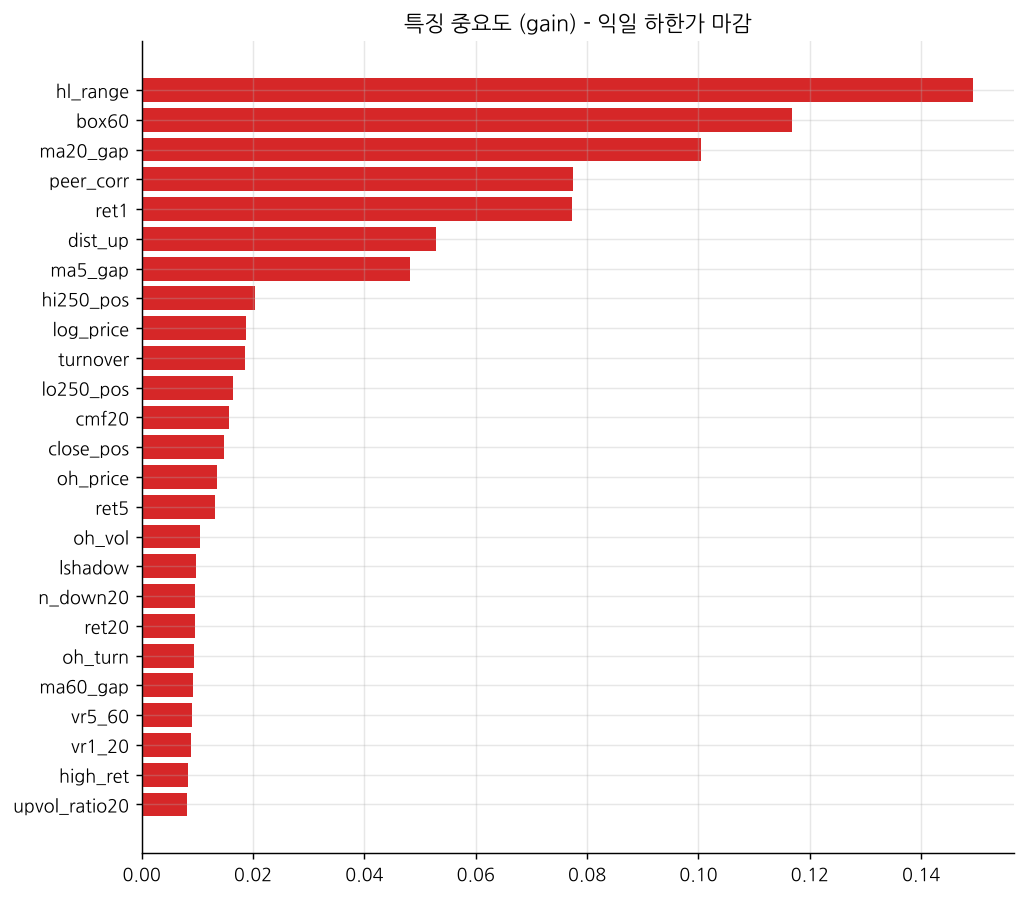 특징 중요도 (gain) - 익일 하한가 마감
hl_range
box60
ma20_gap
peer_corr
ret1
dist_up
ma5_gap
hi250_pos
log_price
turnover
lo250_pos
cmf20
close_pos
oh_price
ret5
oh_vol
lshadow
n_down20
ret20
oh_turn
ma60_gap
vr5_60
vr1_20
high_ret
upvol_ratio20
0.00 0.02 0.04 0.06 0.08 0.10 0.12 0.14